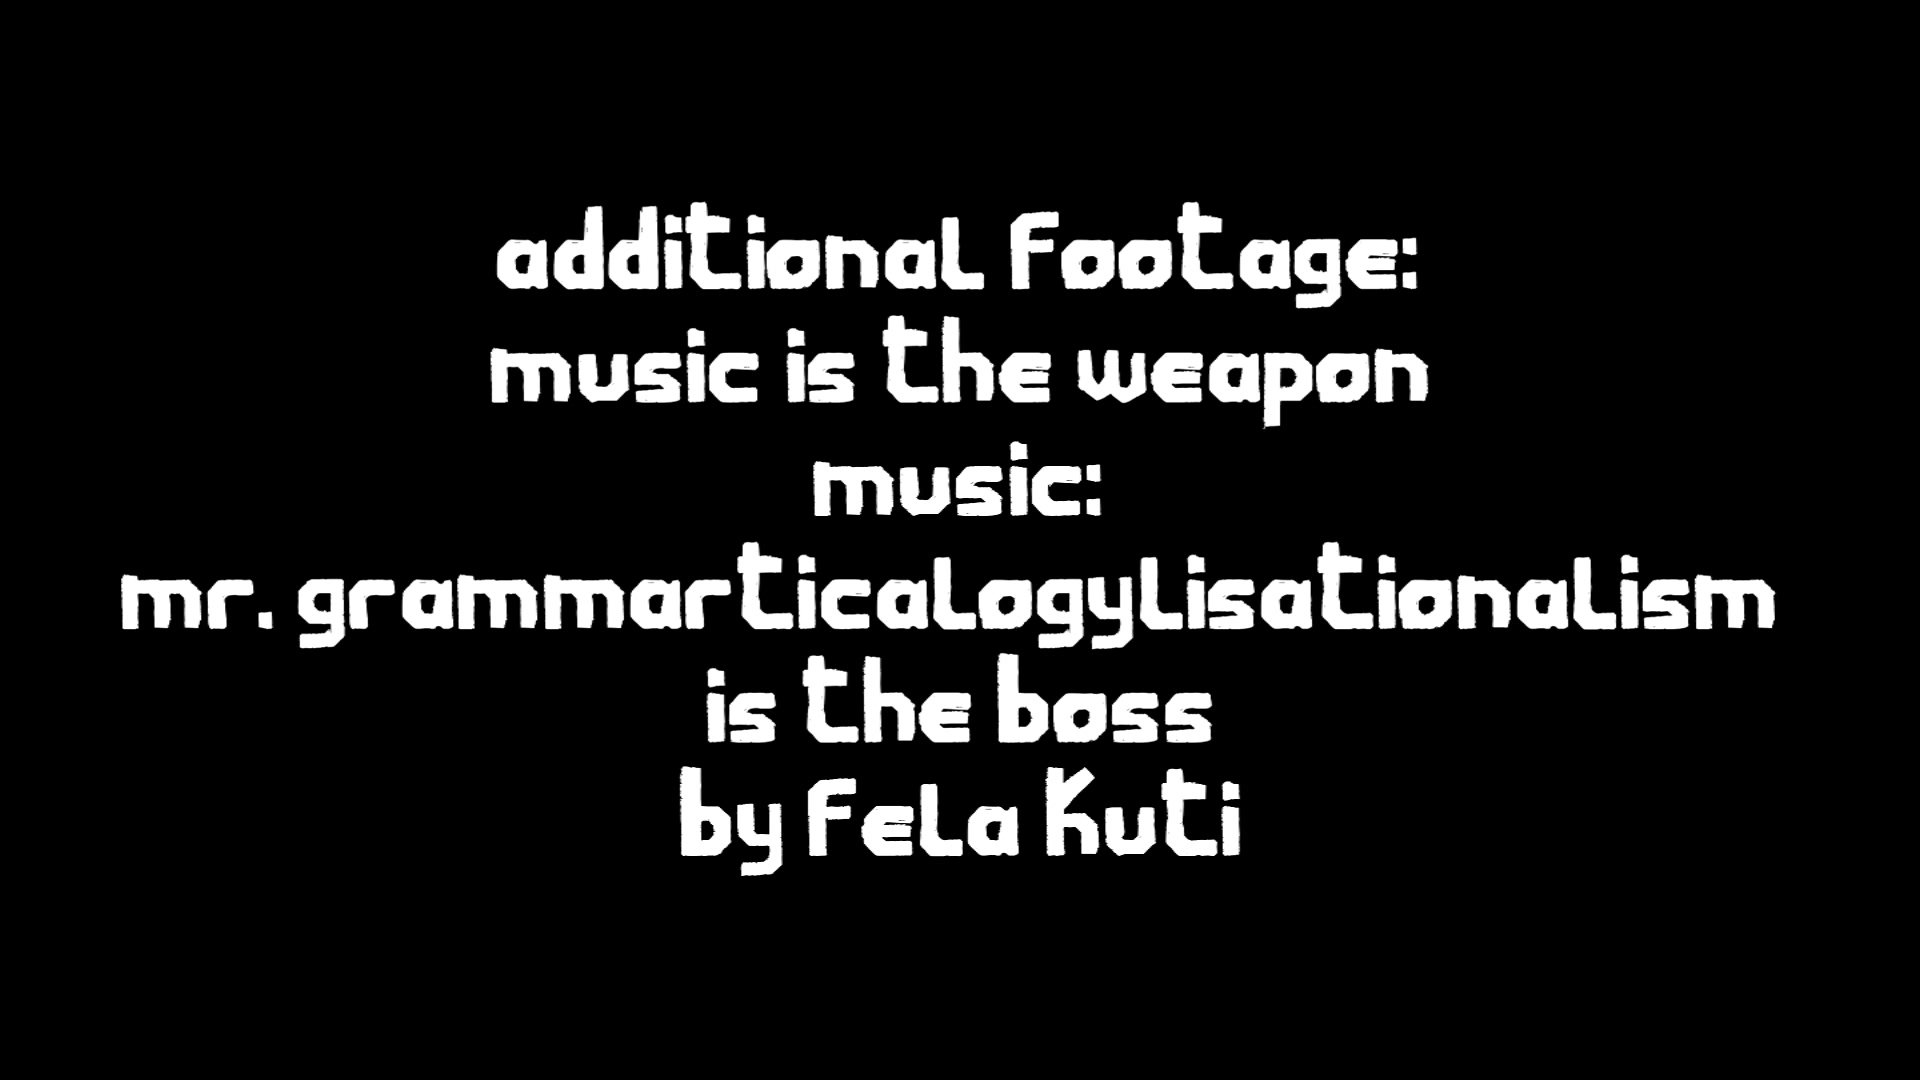 additional footage:
music is the weapon
music:
mr. grammarticalogylisationalism
is the boss
by fela kuti